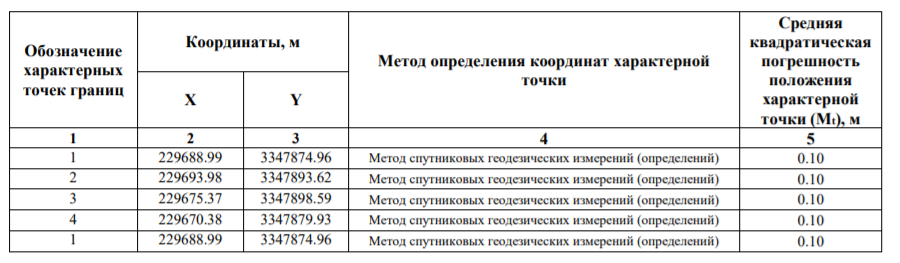 Обозначение
характерных
точек границ
Координаты, м
X
Y
Метод определения координат характерной
точки
Средняя
квадратическая
погрешность
положения
характерной
точки (Mt), м
1 2 3 4 5
1 229688.99 3347874.96 Метод спутниковых геодезических измерений (определений) 0.10
2 229693.98 3347893.62 Метод спутниковых геодезических измерений (определений) 0.10
3 229675.37 3347898.59 Метод спутниковых геодезических измерений (определений) 0.10
4 229670.38 3347879.93 Метод спутниковых геодезических измерений (определений) 0.10
1 229688.99 3347874.96 Метод спутниковых геодезических измерений (определений) 0.10